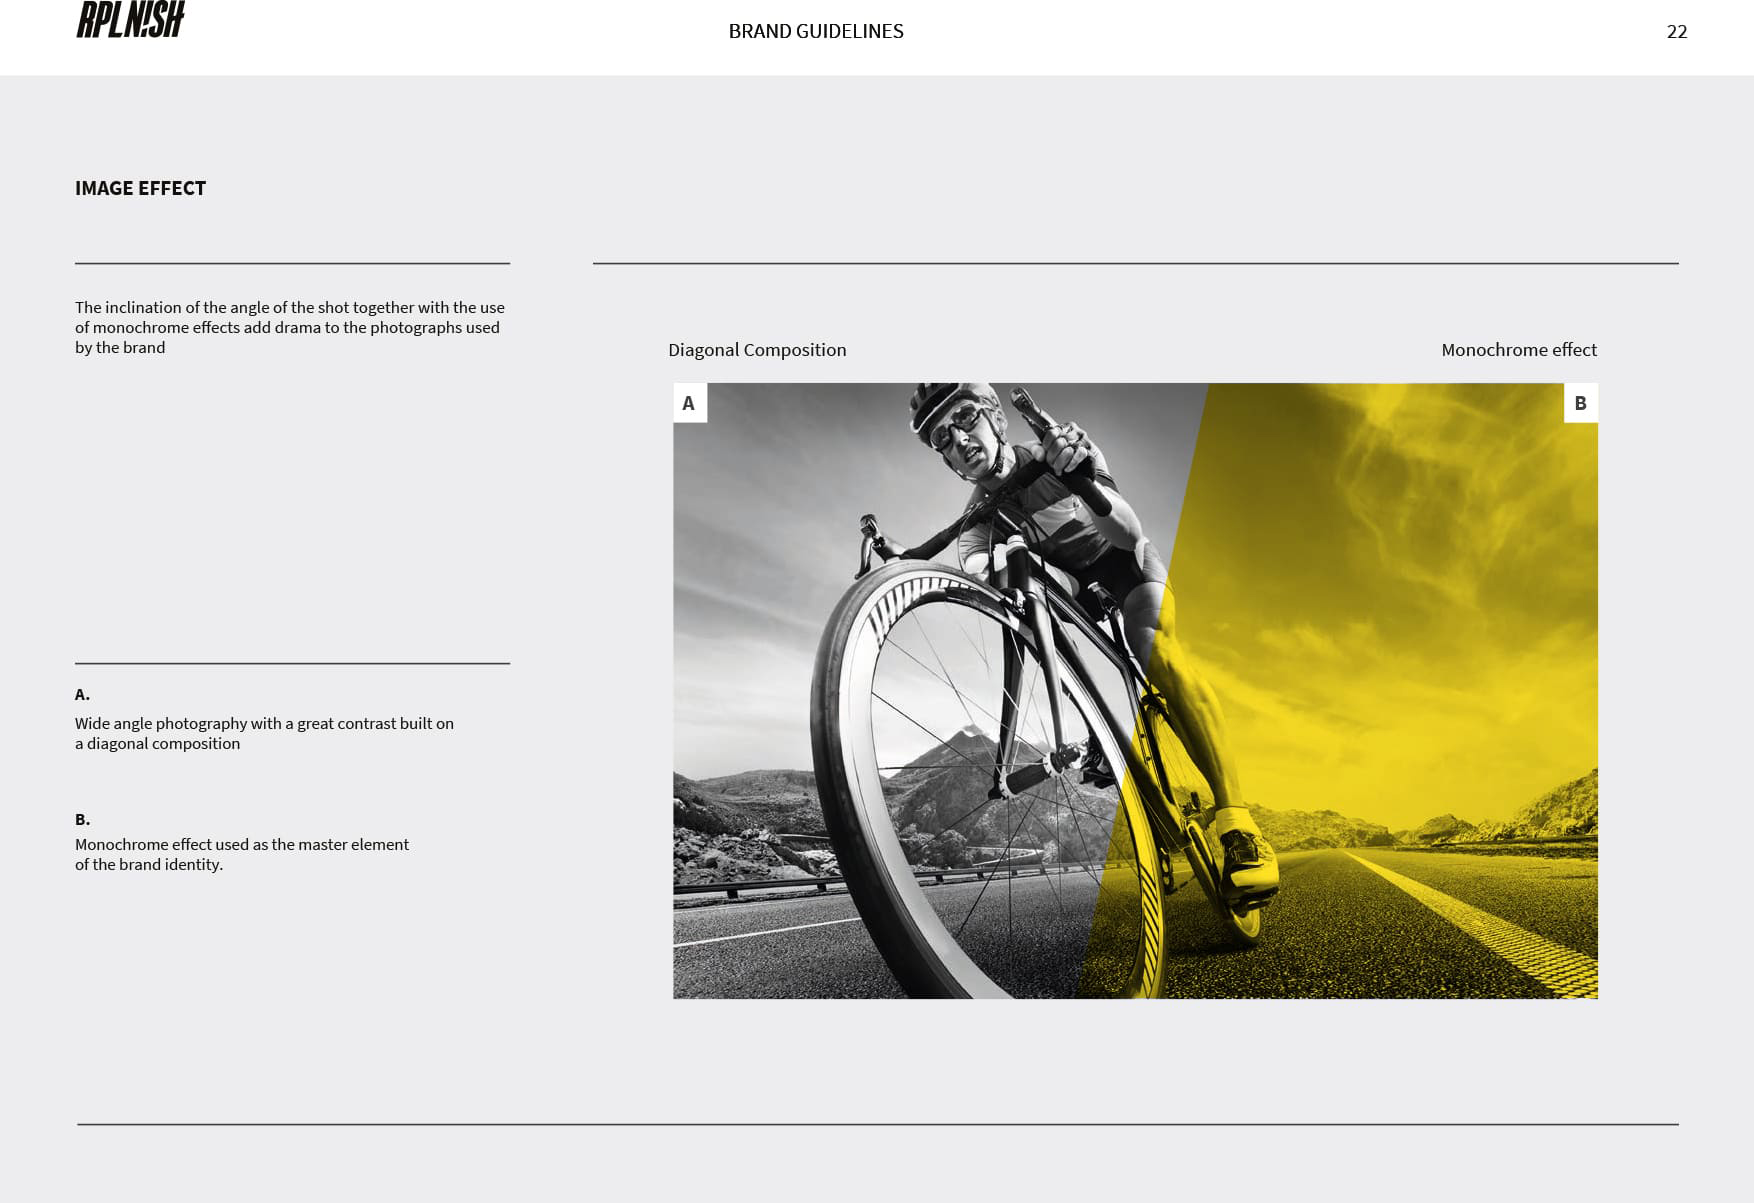 RPLN!SH
BRAND GUIDELINES
22
IMAGE EFFECT
The inclination of the angle of the shot together with the use
of monochrome effects add drama to the photographs used
by the brand
A.
Wide angle photography with a great contrast built on
a diagonal composition
B.
Monochrome effect used as the master element
of the brand identity.
Diagonal Composition
Monochrome effect
A
B